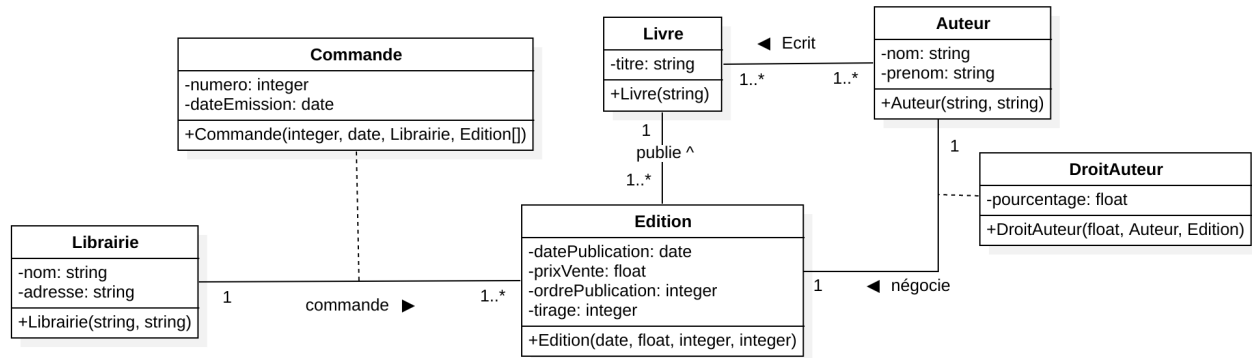 Commande
-numero: integer
-dateEmission: date
+Commande(integer, date, Librairie, Edition[])
Livre
-titre: string
+Livre(string)
◄ Ecrit
1..*
1..*
Auteur
-nom: string
-prenom: string
+Auteur(string, string)
1
publie ^
1..*
1
DroitAuteur
-pourcentage: float
+DroitAuteur(float, Auteur, Edition)
Librairie
-nom: string
-adresse: string
+Librairie(string, string)
1
commande ►
1..*
Edition
-datePublication: date
-prixVente: float
-ordrePublication: integer
-tirage: integer
+Edition(date, float, integer, integer)
1
◄ négocie